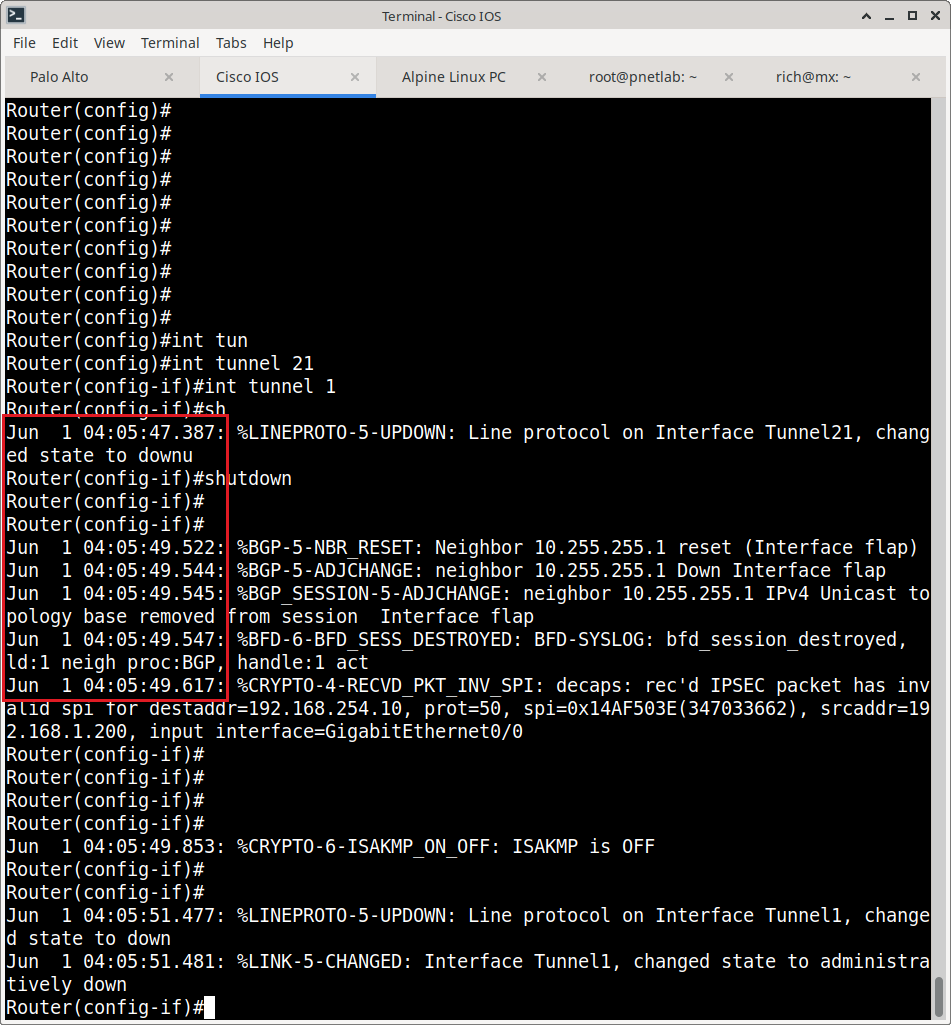 Terminal - Cisco IOS
File Edit View Terminal Tabs Help
Palo Alto Cisco IOS Alpine Linux PC root@pnetlab: ~ rich@mx: ~
Router(config)#
Router(config)#
Router(config)#
Router(config)#
Router(config)#
Router(config)#
Router(config)#
Router(config)#
Router(config)#
Router(config)#
Router(config)#int tun
Router(config)#int tunnel 21
Router(config-if)#int tunnel 1
Router(config-if)#sh
Jun  1 04:05:47.387: %LINEPROTO-5-UPDOWN: Line protocol on Interface Tunnel21, chang
ed state to downu
Router(config-if)#shutdown
Router(config-if)#
Router(config-if)#
Jun  1 04:05:49.522: %BGP-5-NBR_RESET: Neighbor 10.255.255.1 reset (Interface flap)
Jun  1 04:05:49.544: %BGP-5-ADJCHANGE: neighbor 10.255.255.1 Down Interface flap
Jun  1 04:05:49.545: %BGP_SESSION-5-ADJCHANGE: neighbor 10.255.255.1 IPv4 Unicast to
pology base removed from session  Interface flap
Jun  1 04:05:49.547: %BFD-6-BFD_SESS_DESTROYED: BFD-SYSLOG: bfd_session_destroyed,
ld:1 neigh proc:BGP, handle:1 act
Jun  1 04:05:49.617: %CRYPTO-4-RECVD_PKT_INV_SPI: decaps: rec'd IPSEC packet has inv
alid spi for destaddr=192.168.254.10, prot=50, spi=0x14AF503E(347033662), srcaddr=19
2.168.1.200, input interface=GigabitEthernet0/0
Router(config-if)#
Router(config-if)#
Router(config-if)#
Router(config-if)#
Jun  1 04:05:49.853: %CRYPTO-6-ISAKMP_ON_OFF: ISAKMP is OFF
Router(config-if)#
Router(config-if)#
Jun  1 04:05:51.477: %LINEPROTO-5-UPDOWN: Line protocol on Interface Tunnel1, change
d state to down
Jun  1 04:05:51.481: %LINK-5-CHANGED: Interface Tunnel1, changed state to administra
tively down
Router(config-if)#